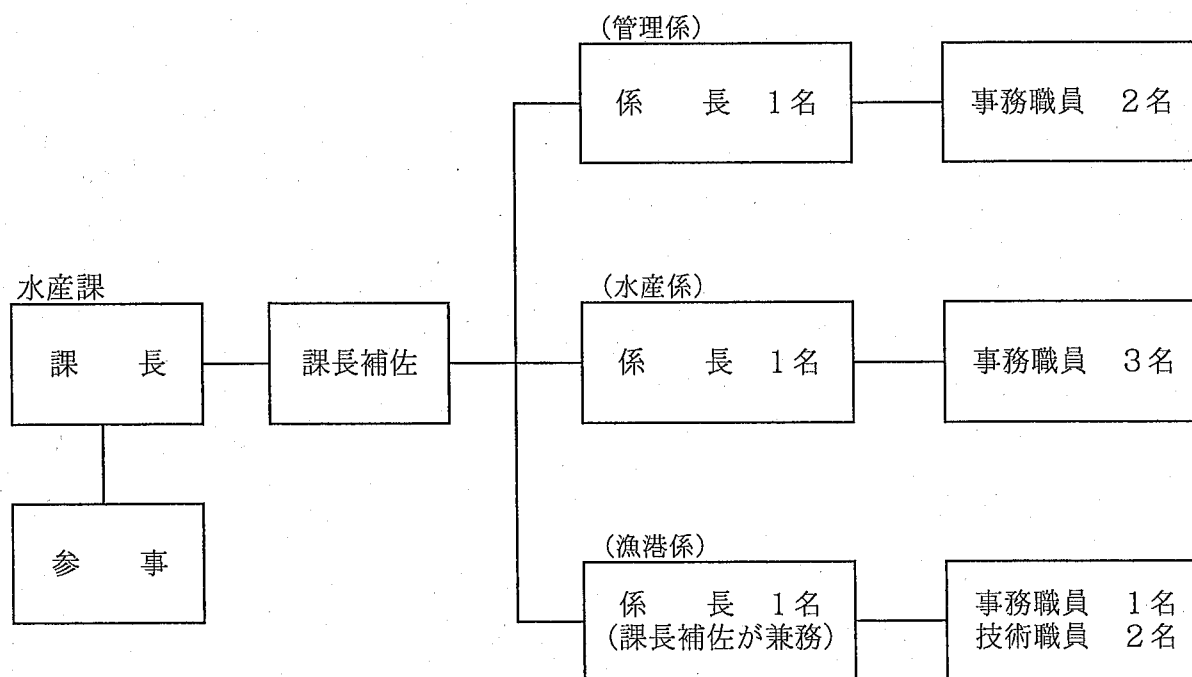 (管理係)
係　　長　1名
事務職員　2名
水産課
課　　長
課長補佐
(水産係)
係　　長　1名
事務職員　3名
参　　事
(漁港係)
係　　長　1名
(課長補佐が兼務)
事務職員　1名
技術職員　2名